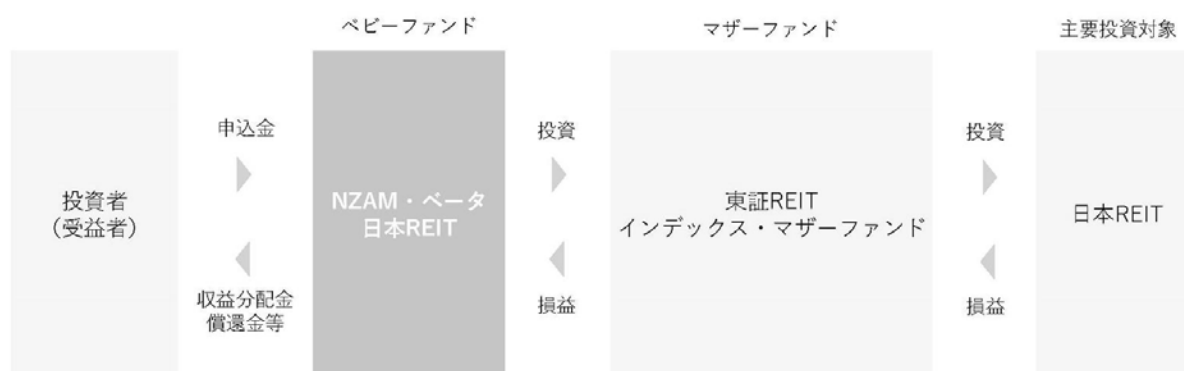 ベビーファンド
マザーファンド
主要投資対象
投資者
(受益者)
申込金
収益分配金
償還金等
NZAM・ベータ
日本REIT
投資
損益
東証REIT
インデックス・マザーファンド
投資
損益
日本REIT